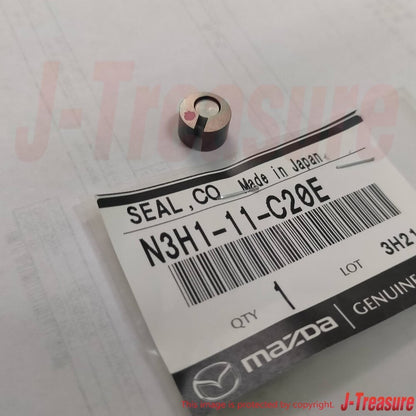 J-Treasure
SEAL,CO Made in Japan
N3H1-11-C20E
QTY 1 LOT 3H21
mazda GENUINE
This image is protected by copyright.
J-Treasure